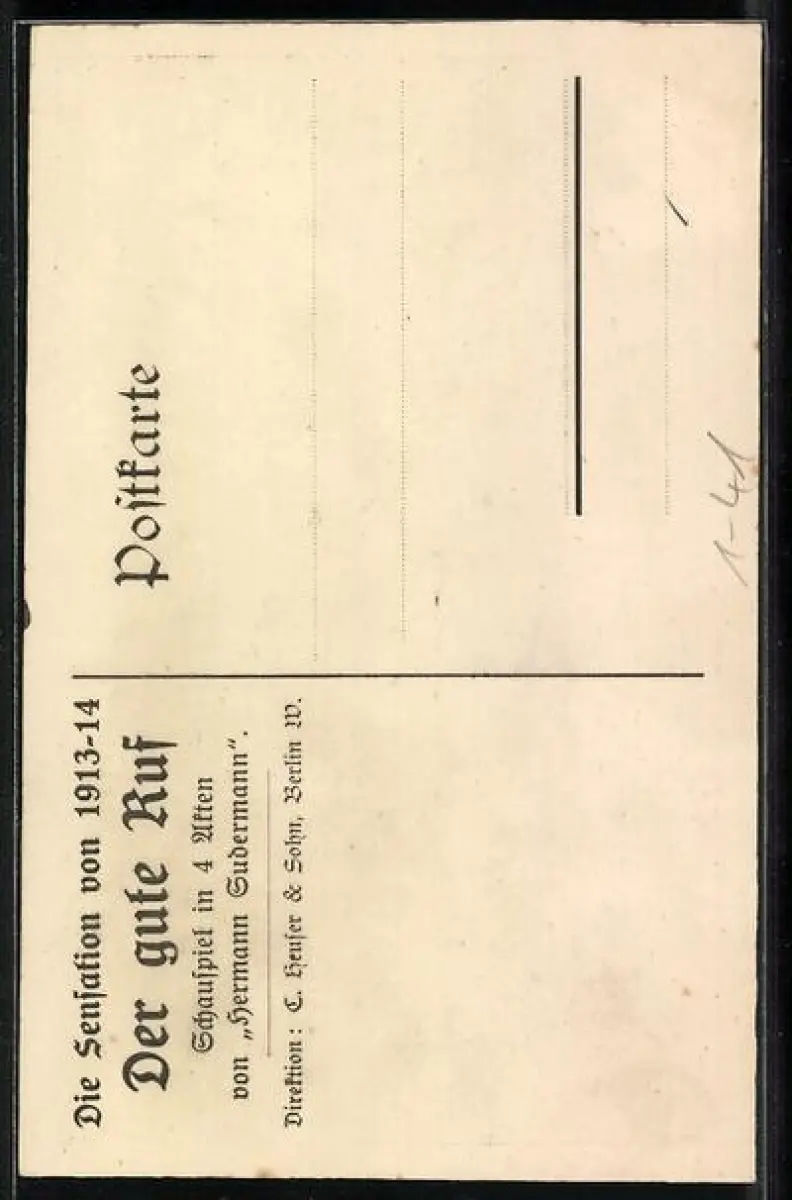 Die Sensation von 1913-14
Der gute Ruf
Schauspiel in 4 Akten
von „Hermann Sudermann“.
Direktion: C. Heuser & Sohn, Berlin W.
Postkarte
1-41